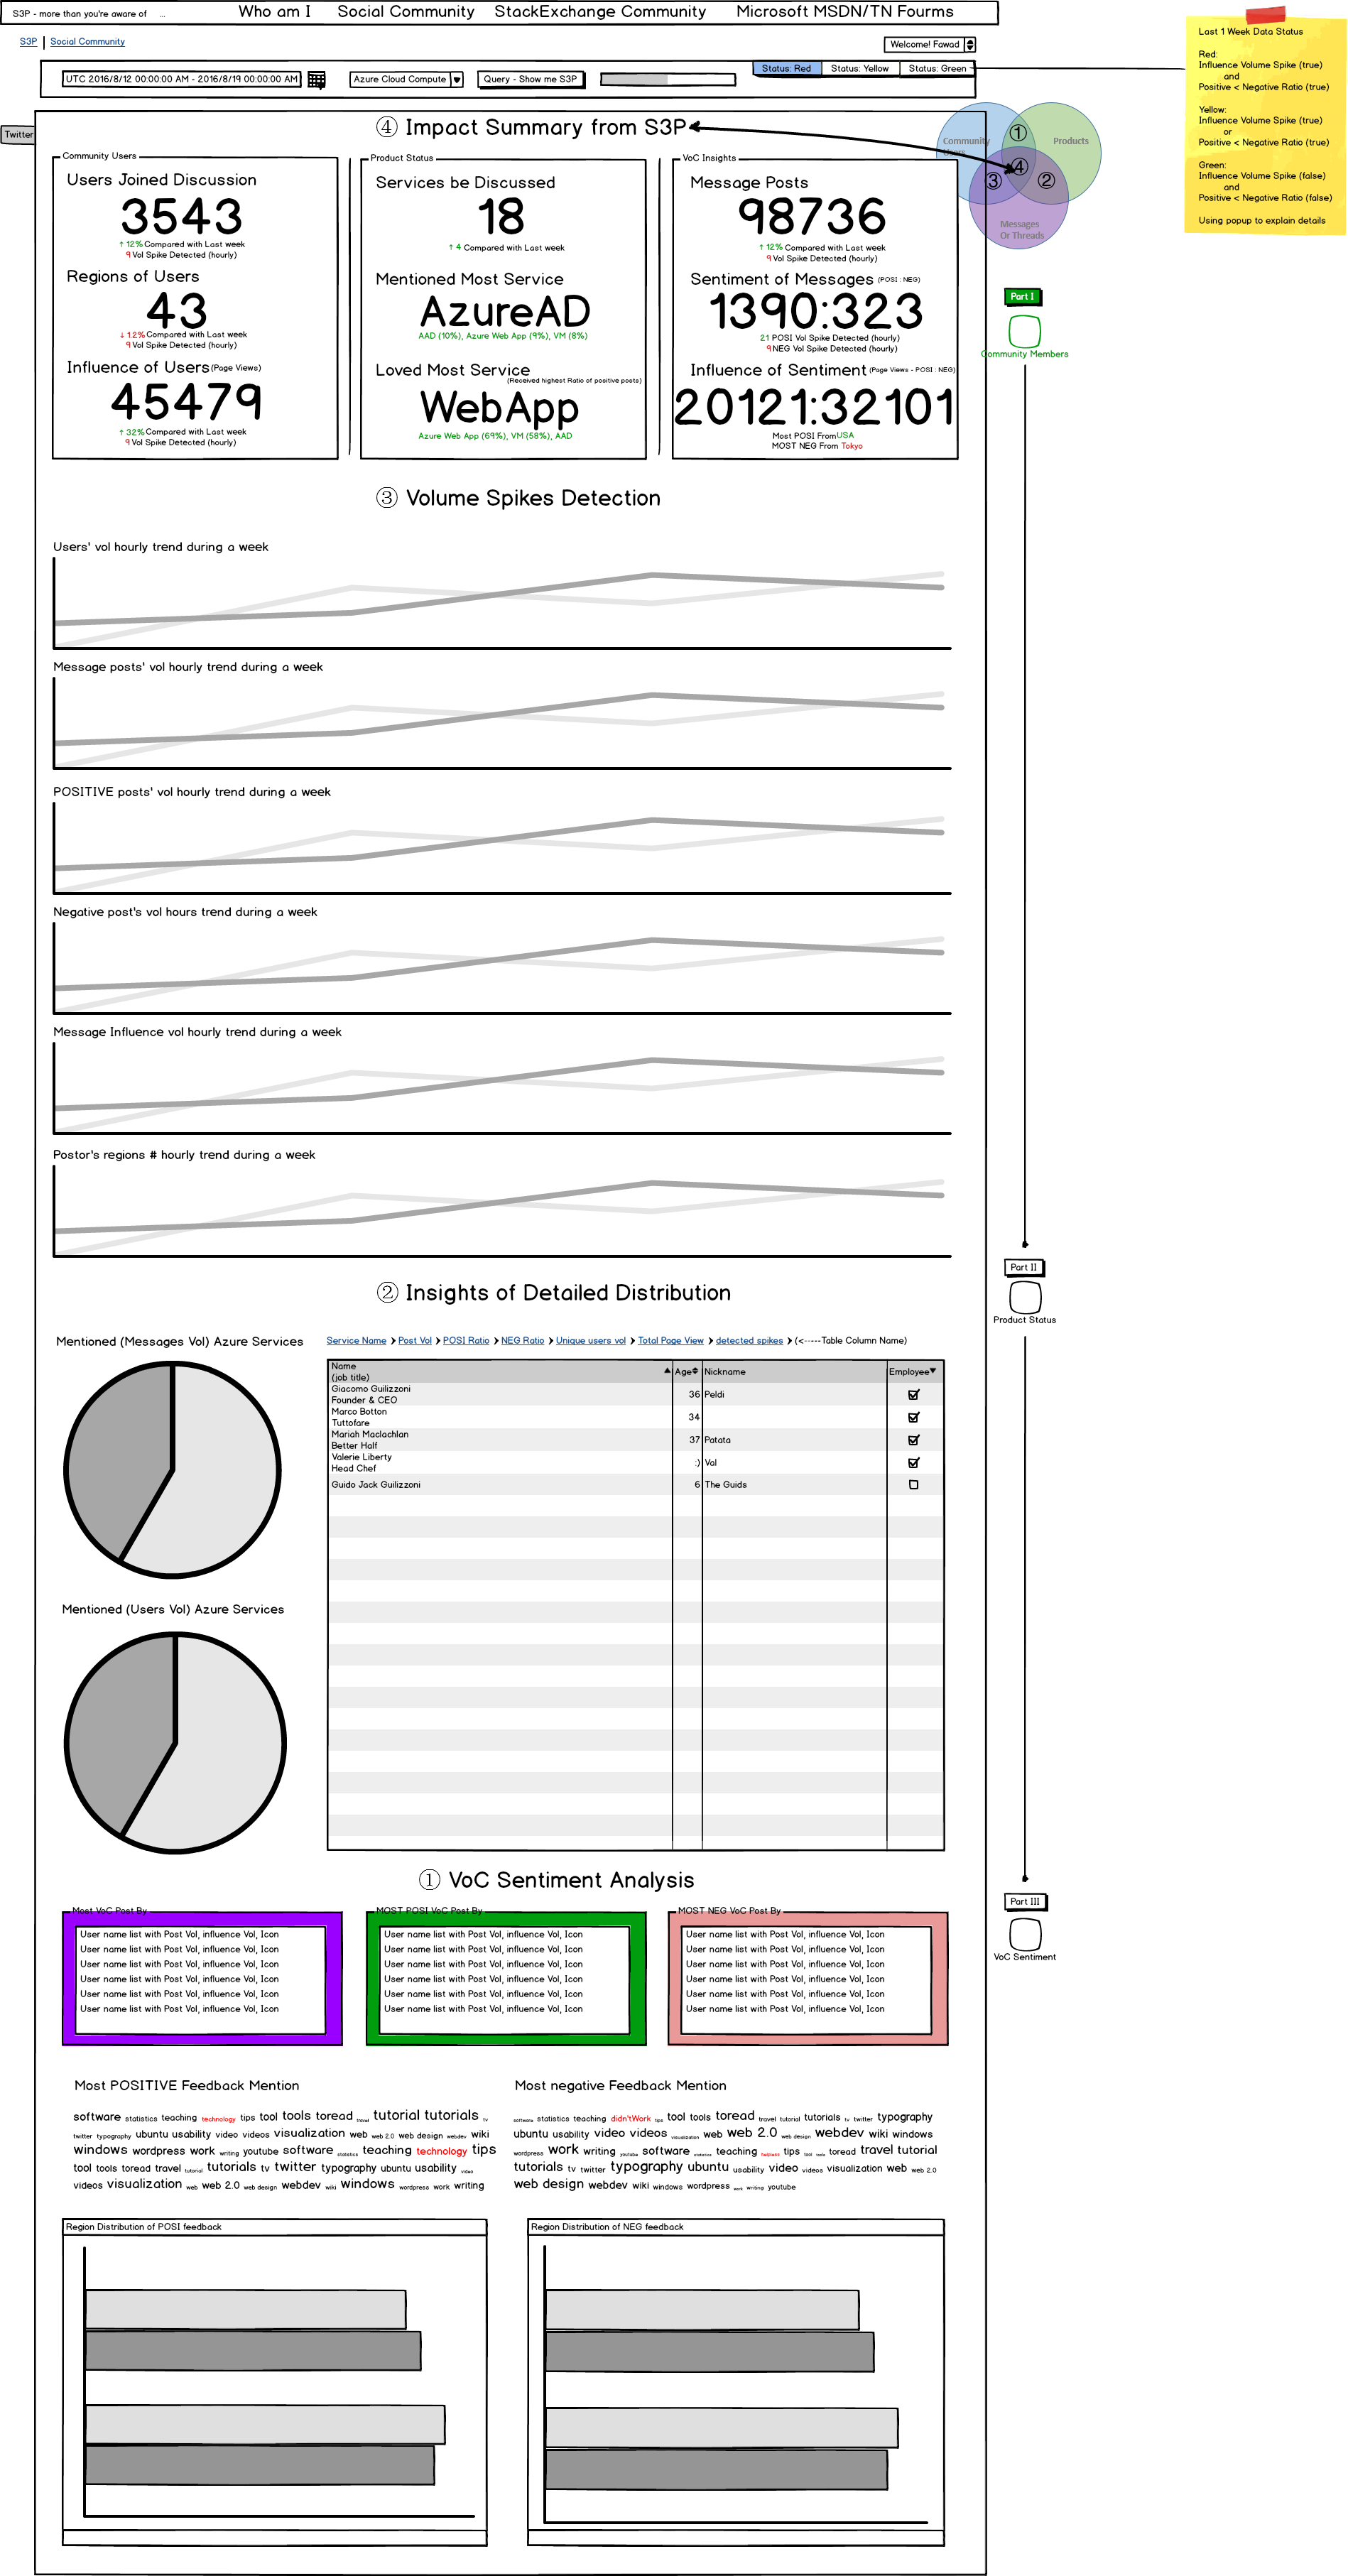 S3P - more than you're aware of ...
Who am I Social Community StackExchange Community Microsoft MSDN/TN Fourms
S3P | Social Community
Welcome! Fawad
UTC 2016/8/12 00:00:00 AM - 2016/8/19 00:00:00 AM
Azure Cloud Compute
Query - Show me S3P
Status: Red Status: Yellow Status: Green
Last 1 Week Data Status
Red:
Influence Volume Spike (true)
and
Positive < Negative Ratio (true)
Yellow:
Influence Volume Spike (true)
or
Positive < Negative Ratio (true)
Green:
Influence Volume Spike (false)
and
Positive < Negative Ratio (false)
Using popup to explain details
Twitter
④ Impact Summary from S3P
Community
Products
Messages
Or Threads
① ② ③ ④
Community Users
Users Joined Discussion
3543
↑ 12% Compared with Last week
9 Vol Spike Detected (hourly)
Regions of Users
43
↓ 1.2% Compared with Last week
9 Vol Spike Detected (hourly)
Influence of Users (Page Views)
45479
↑ 32% Compared with Last week
9 Vol Spike Detected (hourly)
Product Status
Services be Discussed
18
↑ 4 Compared with Last week
Mentioned Most Service
AzureAD
AAD (10%), Azure Web App (9%), VM (8%)
Loved Most Service
(Received highest Ratio of positive posts)
WebApp
Azure Web App (69%), VM (58%), AAD
VoC Insights
Message Posts
98736
↑ 12% Compared with Last week
9 Vol Spike Detected (hourly)
Sentiment of Messages (POSI : NEG)
1390:323
21 POSI Vol Spike Detected (hourly)
9 NEG Vol Spike Detected (hourly)
Influence of Sentiment (Page Views - POSI : NEG)
20121:32101
Most POSI From USA
MOST NEG From Tokyo
Part I
Community Members
③ Volume Spikes Detection
Users' vol hourly trend during a week
Message posts' vol hourly trend during a week
POSITIVE posts' vol hourly trend during a week
Negative post's vol hours trend during a week
Message Influence vol hourly trend during a week
Postor's regions # hourly trend during a week
Part II
Product Status
② Insights of Detailed Distribution
Mentioned (Messages Vol) Azure Services
Mentioned (Users Vol) Azure Services
Service Name > Post Vol > POSI Ratio > NEG Ratio > Unique users vol > Total Page View > detected spikes > (<-----Table Column Name)
Name
(job title) Age Nickname Employee
Giacomo Guilizzoni
Founder & CEO 36 Peldi
Marco Botton
Tuttofare 34
Mariah Maclachlan
Better Half 37 Patata
Valerie Liberty
Head Chef :) Val
Guido Jack Guilizzoni 6 The Guids
Part III
VoC Sentiment
① VoC Sentiment Analysis
Most VoC Post By
User name list with Post Vol, influence Vol, Icon
User name list with Post Vol, influence Vol, Icon
User name list with Post Vol, influence Vol, Icon
User name list with Post Vol, influence Vol, Icon
User name list with Post Vol, influence Vol, Icon
User name list with Post Vol, influence Vol, Icon
MOST POSI VoC Post By
User name list with Post Vol, influence Vol, Icon
User name list with Post Vol, influence Vol, Icon
User name list with Post Vol, influence Vol, Icon
User name list with Post Vol, influence Vol, Icon
User name list with Post Vol, influence Vol, Icon
User name list with Post Vol, influence Vol, Icon
MOST NEG VoC Post By
User name list with Post Vol, influence Vol, Icon
User name list with Post Vol, influence Vol, Icon
User name list with Post Vol, influence Vol, Icon
User name list with Post Vol, influence Vol, Icon
User name list with Post Vol, influence Vol, Icon
User name list with Post Vol, influence Vol, Icon
Most POSITIVE Feedback Mention
software statistics teaching technology tips tool tools toread travel tutorial tutorials tv
twitter typography ubuntu usability video videos visualization web web 2.0 web design webdev wiki
windows wordpress work writing youtube software statistics teaching technology tips
tool tools toread travel tutorial tutorials tv twitter typography ubuntu usability video
videos visualization web web 2.0 web design webdev wiki windows wordpress work writing
Most negative Feedback Mention
software statistics teaching didn'tWork tips tool tools toread travel tutorial tutorials tv twitter typography
ubuntu usability video videos visualization web web 2.0 web design webdev wiki windows
wordpress work writing youtube software statistics teaching tips tool tools toread travel tutorial
tutorials tv twitter typography ubuntu usability video videos visualization web web 2.0
web design webdev wiki windows wordpress work writing youtube
Region Distribution of POSI feedback
Region Distribution of NEG feedback